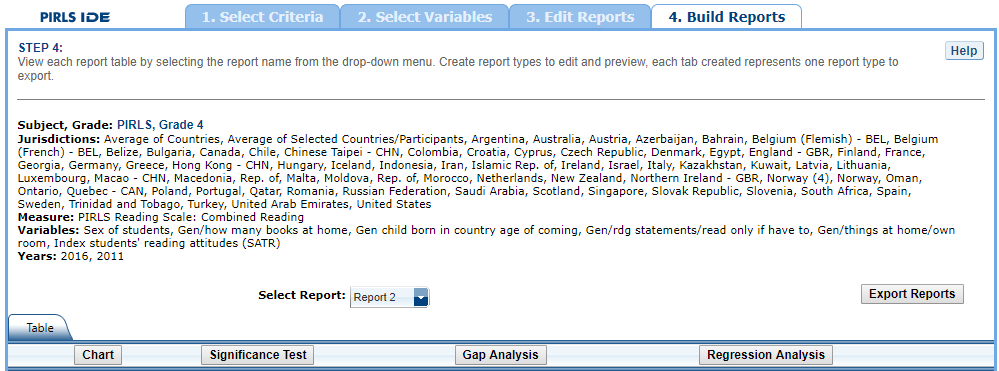 PIRLS IDE
1. Select Criteria
2. Select Variables
3. Edit Reports
4. Build Reports
STEP 4:
Help
View each report table by selecting the report name from the drop-down menu. Create report types to edit and preview, each tab created represents one report type to
export.
Subject, Grade: PIRLS, Grade 4
Jurisdictions: Average of Countries, Average of Selected Countries/Participants, Argentina, Australia, Austria, Azerbaijan, Bahrain, Belgium (Flemish) - BEL, Belgium
(French) - BEL, Belize, Bulgaria, Canada, Chile, Chinese Taipei - CHN, Colombia, Croatia, Cyprus, Czech Republic, Denmark, Egypt, England - GBR, Finland, France,
Georgia, Germany, Greece, Hong Kong - CHN, Hungary, Iceland, Indonesia, Iran, Islamic Rep. of, Ireland, Israel, Italy, Kazakhstan, Kuwait, Latvia, Lithuania,
Luxembourg, Macao - CHN, Macedonia, Rep. of, Malta, Moldova, Rep. of, Morocco, Netherlands, New Zealand, Northern Ireland - GBR, Norway (4), Norway, Oman,
Ontario, Quebec - CAN, Poland, Portugal, Qatar, Romania, Russian Federation, Saudi Arabia, Scotland, Singapore, Slovak Republic, Slovenia, South Africa, Spain,
Sweden, Trinidad and Tobago, Turkey, United Arab Emirates, United States
Measure: PIRLS Reading Scale: Combined Reading
Variables: Sex of students, Gen/how many books at home, Gen child born in country age of coming, Gen/rdg statements/read only if have to, Gen/things at home/own
room, Index students' reading attitudes (SATR)
Years: 2016, 2011
Select Report: Report 2
Export Reports
Table
Chart
Significance Test
Gap Analysis
Regression Analysis